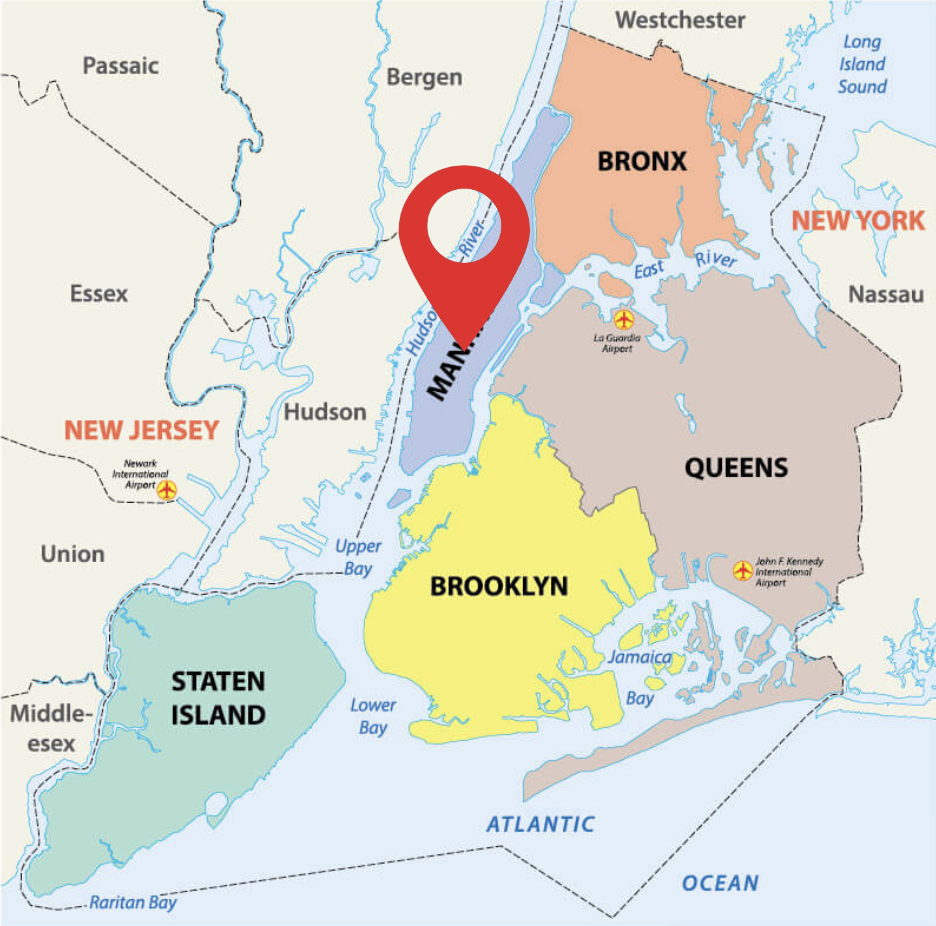 Westchester
Passaic
Bergen
Long
Island
Sound
BRONX
NEW YORK
River
East River
Essex
Nassau
La Guardia
Airport
Hudso
MAN
Hudson
NEW JERSEY
Newark
International
Airport
QUEENS
Union
Upper
Bay
BROOKLYN
John F. Kennedy
International
Airport
Jamaica
Bay
STATEN
ISLAND
Middle-
esex
Lower
Bay
ATLANTIC
OCEAN
Raritan Bay